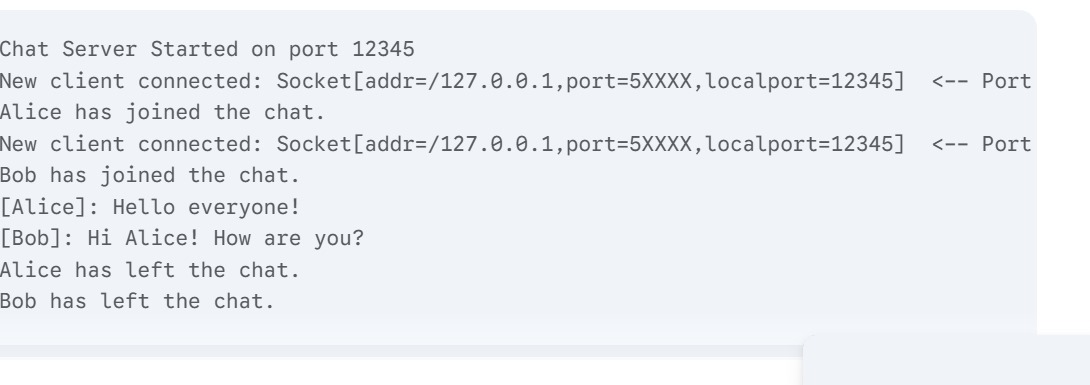 Chat Server Started on port 12345
New client connected: Socket[addr=/127.0.0.1,port=5XXXX,localport=12345]  <-- Port
Alice has joined the chat.
New client connected: Socket[addr=/127.0.0.1,port=5XXXX,localport=12345]  <-- Port
Bob has joined the chat.
[Alice]: Hello everyone!
[Bob]: Hi Alice! How are you?
Alice has left the chat.
Bob has left the chat.